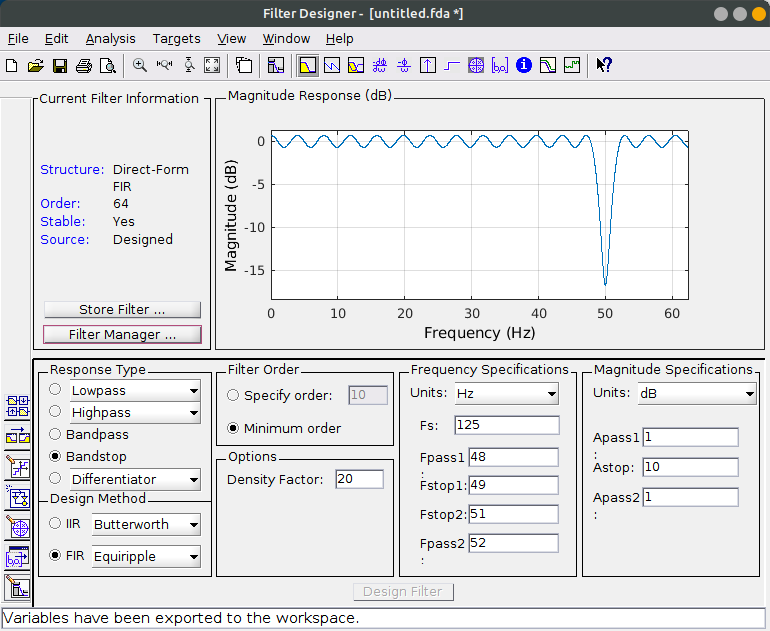 Filter Designer - [untitled.fda *]
File Edit Analysis Targets View Window Help
Current Filter Information
Structure: Direct-Form
FIR
Order: 64
Stable: Yes
Source: Designed
Store Filter ...
Filter Manager ...
Magnitude Response (dB)
Magnitude (dB)
0
-5
-10
-15
0 10 20 30 40 50 60
Frequency (Hz)
Response Type
Lowpass
Highpass
Bandpass
Bandstop
Differentiator
Design Method
IIR Butterworth
FIR Equiripple
Filter Order
Specify order: 10
Minimum order
Options
Density Factor: 20
Frequency Specifications
Units: Hz
Fs: 125
Fpass1 48
:
Fstop1: 49
Fstop2: 51
Fpass2 52
:
Magnitude Specifications
Units: dB
Apass1 1
:
Astop: 10
Apass2 1
:
Design Filter
Variables have been exported to the workspace.